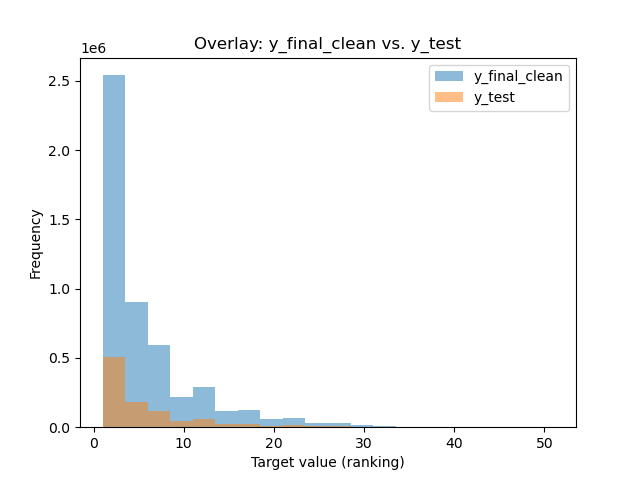 Overlay: y_final_clean vs. y_test
1e6
y_final_clean
y_test
2.5
2.0
1.5
1.0
0.5
0.0
Frequency
0 10 20 30 40 50
Target value (ranking)